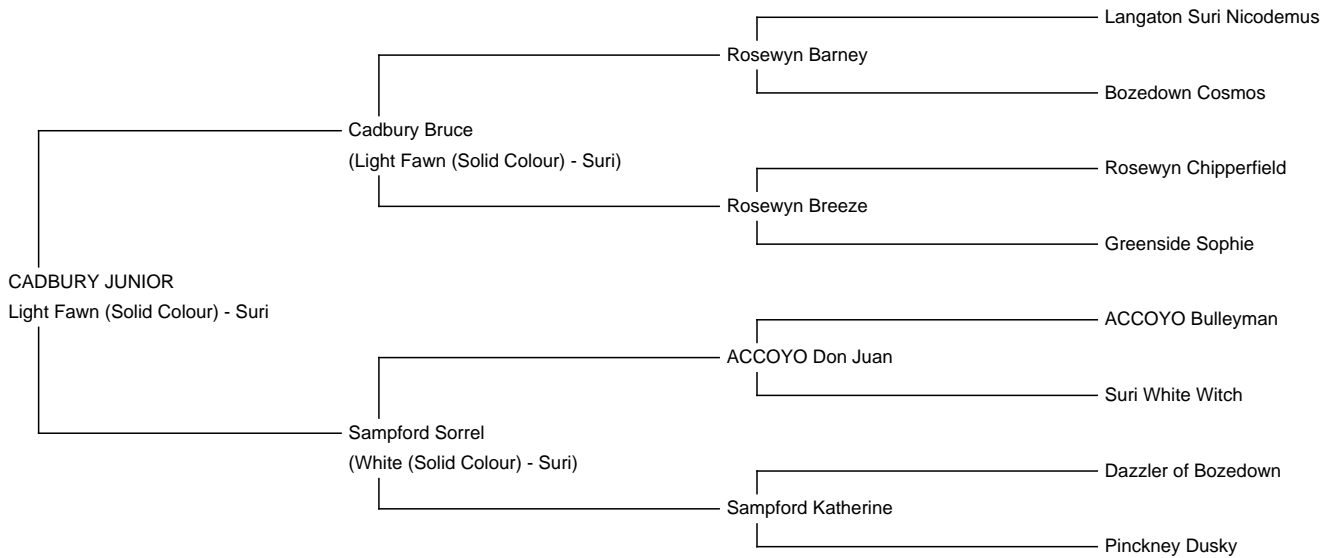 Langaton Suri Nicodemus
Rosewyn Barney
Bozedown Cosmos
Cadbury Bruce
(Light Fawn (Solid Colour) - Suri)
Rosewyn Chipperfield
Rosewyn Breeze
Greenside Sophie
CADBURY JUNIOR
Light Fawn (Solid Colour) - Suri
ACCOYO Bulleyman
ACCOYO Don Juan
Suri White Witch
Sampford Sorrel
(White (Solid Colour) - Suri)
Dazzler of Bozedown
Sampford Katherine
Pinckney Dusky